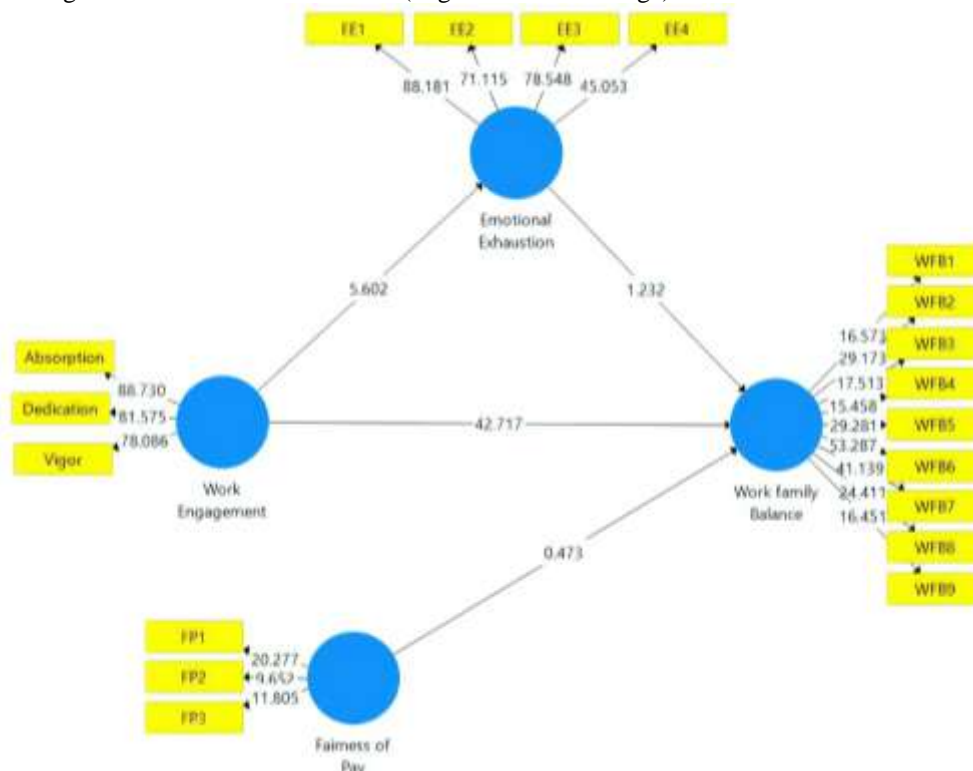 EE1
EE2
EE3
EE4
88.181
71.115
78.548
45.053
Emotional
Exhaustion
5.602
1.232
Absorption
Dedication
Vigor
88.730
81.575
78.086
Work
Engagement
42.717
WFB1
WFB2
WFB3
WFB4
WFB5
WFB6
WFB7
WFB8
WFB9
16.573
29.173
17.513
15.458
29.281
53.287
41.139
24.411
16.451
Work family
Balance
0.473
FP1
FP2
FP3
20.277
9.652
11.805
Fairness of
Pay